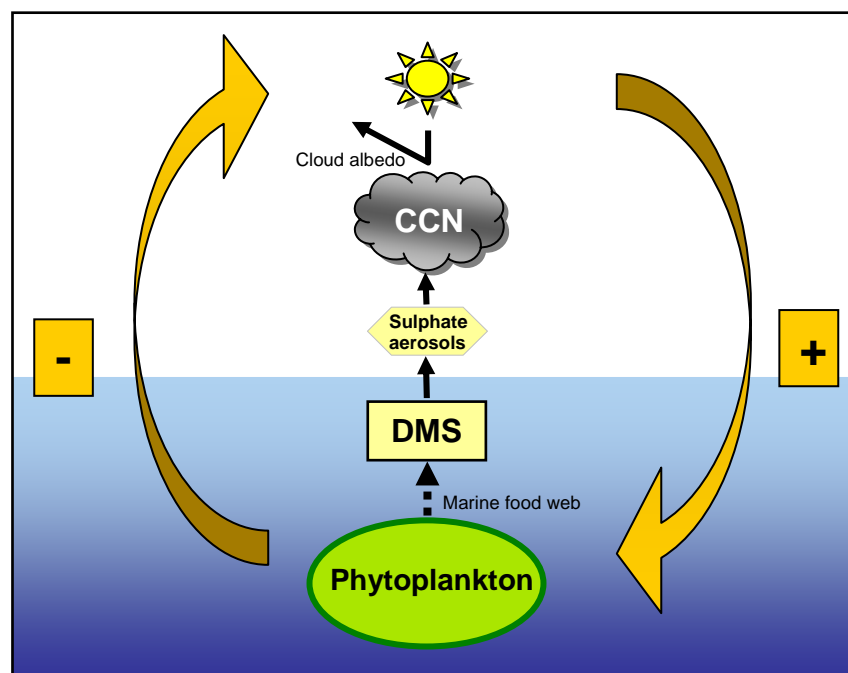 Cloud albedo
CCN
Sulphate
aerosols
-
+
DMS
Marine food web
Phytoplankton